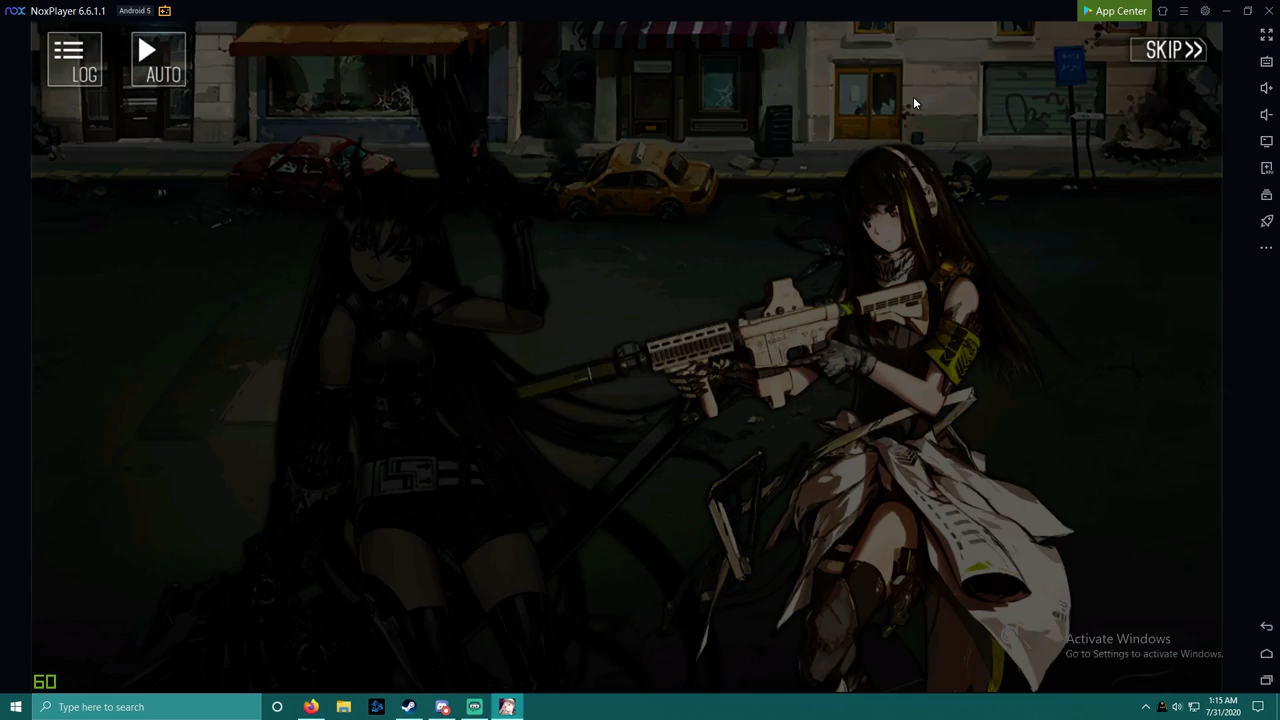 NoxPlayer 6.6.1.1 Android 5 App Center
LOG
AUTO
SKIP
Activate Windows
Go to Settings to activate Windows.
60
Type here to search
1:15 AM
7/31/2020